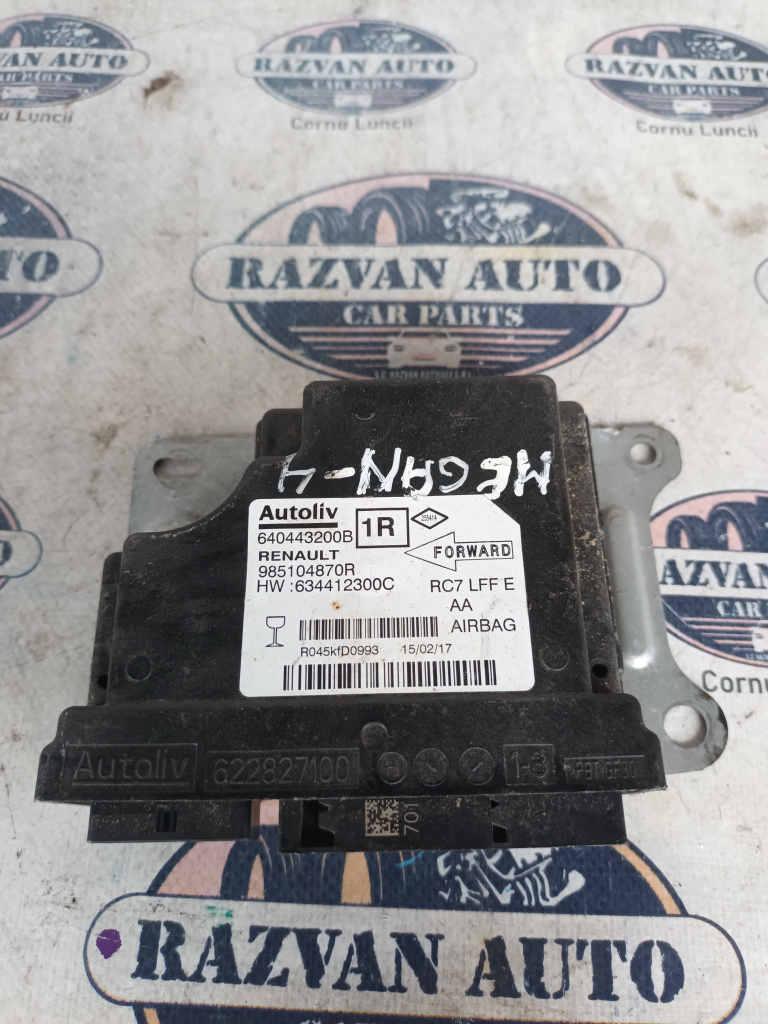 RAZVAN AUTO
CAR PARTS
Cornu Luncii
RAZVAN AUTO
CAR PARTS
Cornu Luncii
RAZVAN AUTO
CAR PARTS
MEGAN-4
Autoliv
640443200B
1R
255414
RENAULT
FORWARD
985104870R
HW :634412300C
RC7 LFF E
AA
AIRBAG
R045kfD0993 15/02/17
Autoliv
622827100
1-3
701
Cornu Luncii
RAZVAN AUTO